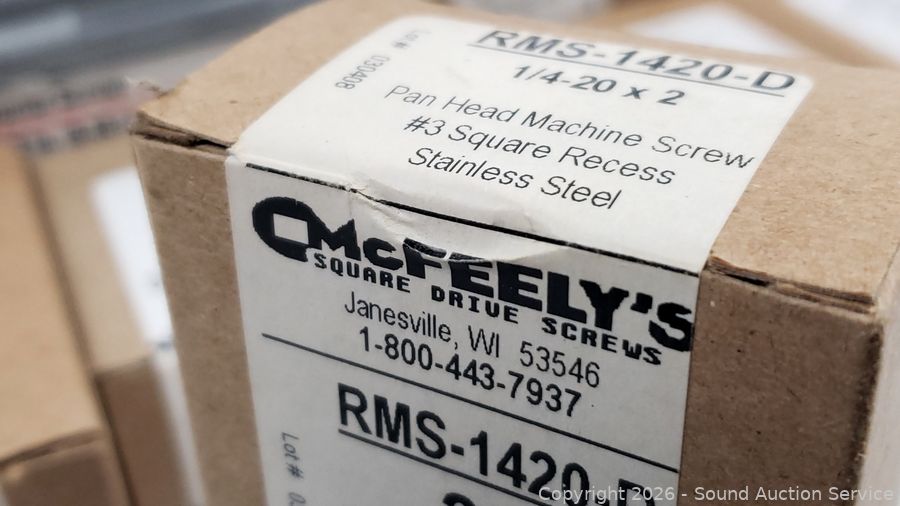 Lot# 030408
RMS-1420-D
1/4-20 x 2
Pan Head Machine Screw
#3 Square Recess
Stainless Steel
McFEELY'S
SQUARE DRIVE SCREWS
Janesville, WI 53546
1-800-443-7937
RMS-1420-D
Lot #
Copyright 2026 - Sound Auction Service